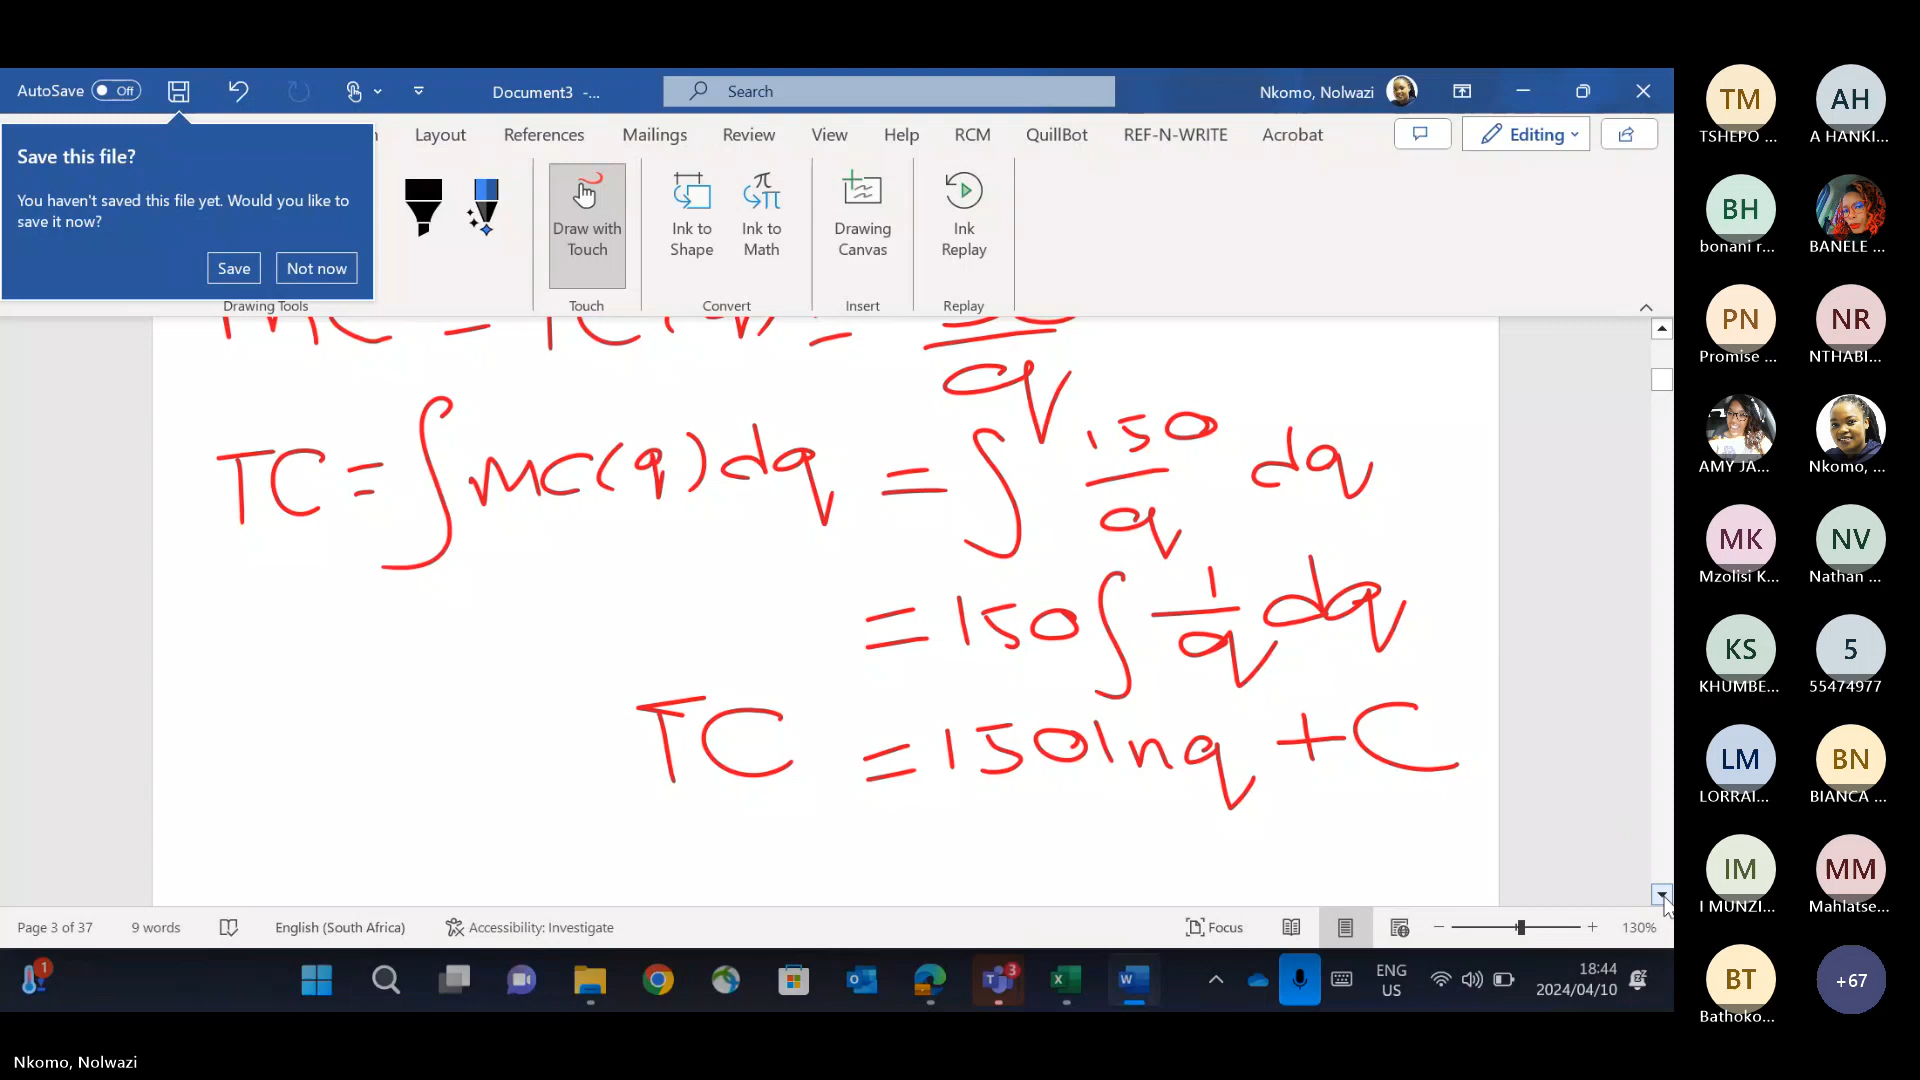 AutoSave Off
Document3 -...
Search
Nkomo, Nolwazi
Layout References Mailings Review View Help RCM QuillBot REF-N-WRITE Acrobat
Editing
Save this file?
You haven't saved this file yet. Would you like to
save it now?
Save Not now
Draw with
Touch
Ink to
Shape
Ink to
Math
Drawing
Canvas
Ink
Replay
Drawing Tools Touch Convert Insert Replay
TC = ∫ MC(q) dq = ∫ 150/q dq
= 150 ∫ 1/q dq
TC = 150 ln q + C
Page 3 of 37 9 words English (South Africa) Accessibility: Investigate Focus 130%
1
3
ENG
US
18:44
2024/04/10
TM AH
TSHEPO ... A HANKI...
BH
bonani r... BANELE ...
PN NR
Promise ... NTHABI...
AMY JA... Nkomo, ...
MK NV
Mzolisi K... Nathan ...
KS 5
KHUMBE... 55474977
LM BN
LORRAI... BIANCA ...
IM MM
I MUNZI... Mahlatse...
BT +67
Bathoko...
Nkomo, Nolwazi